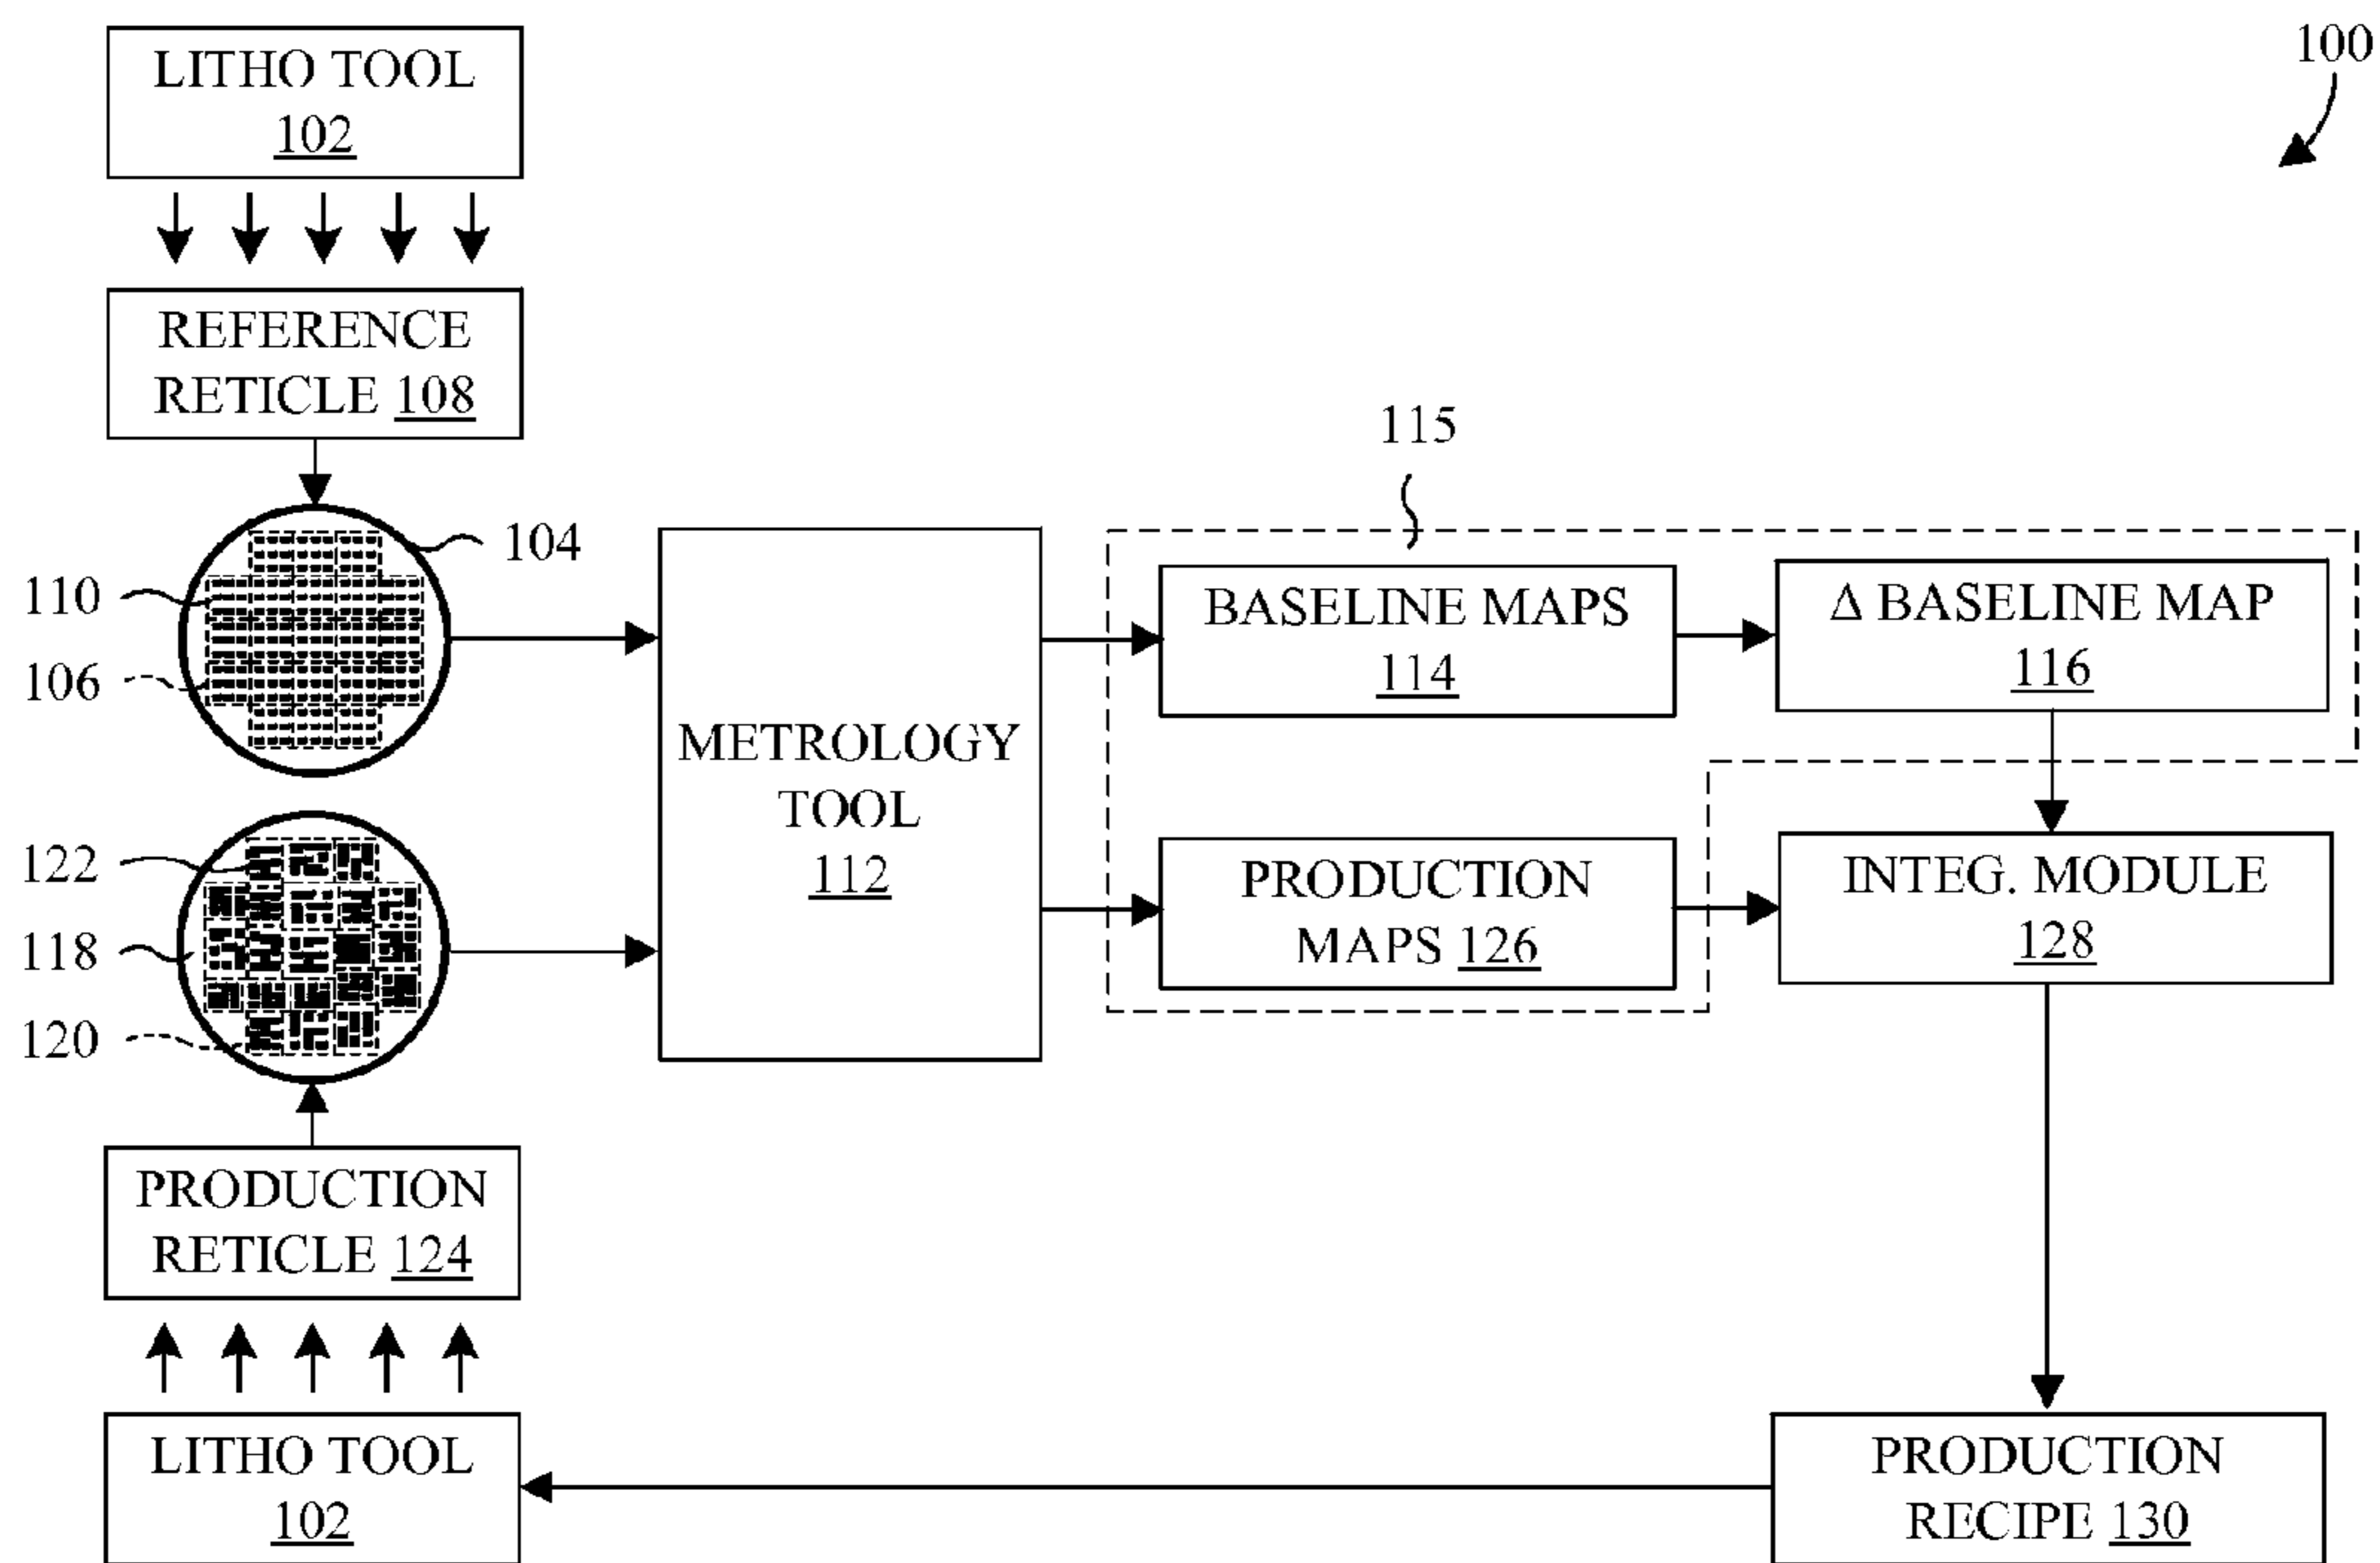 LITHO TOOL
102
100
REFERENCE
RETICLE 108
115
104
110
106
BASELINE MAPS
114
Δ BASELINE MAP
116
METROLOGY
TOOL
112
122
118
120
PRODUCTION
MAPS 126
INTEG. MODULE
128
PRODUCTION
RETICLE 124
LITHO TOOL
102
PRODUCTION
RECIPE 130